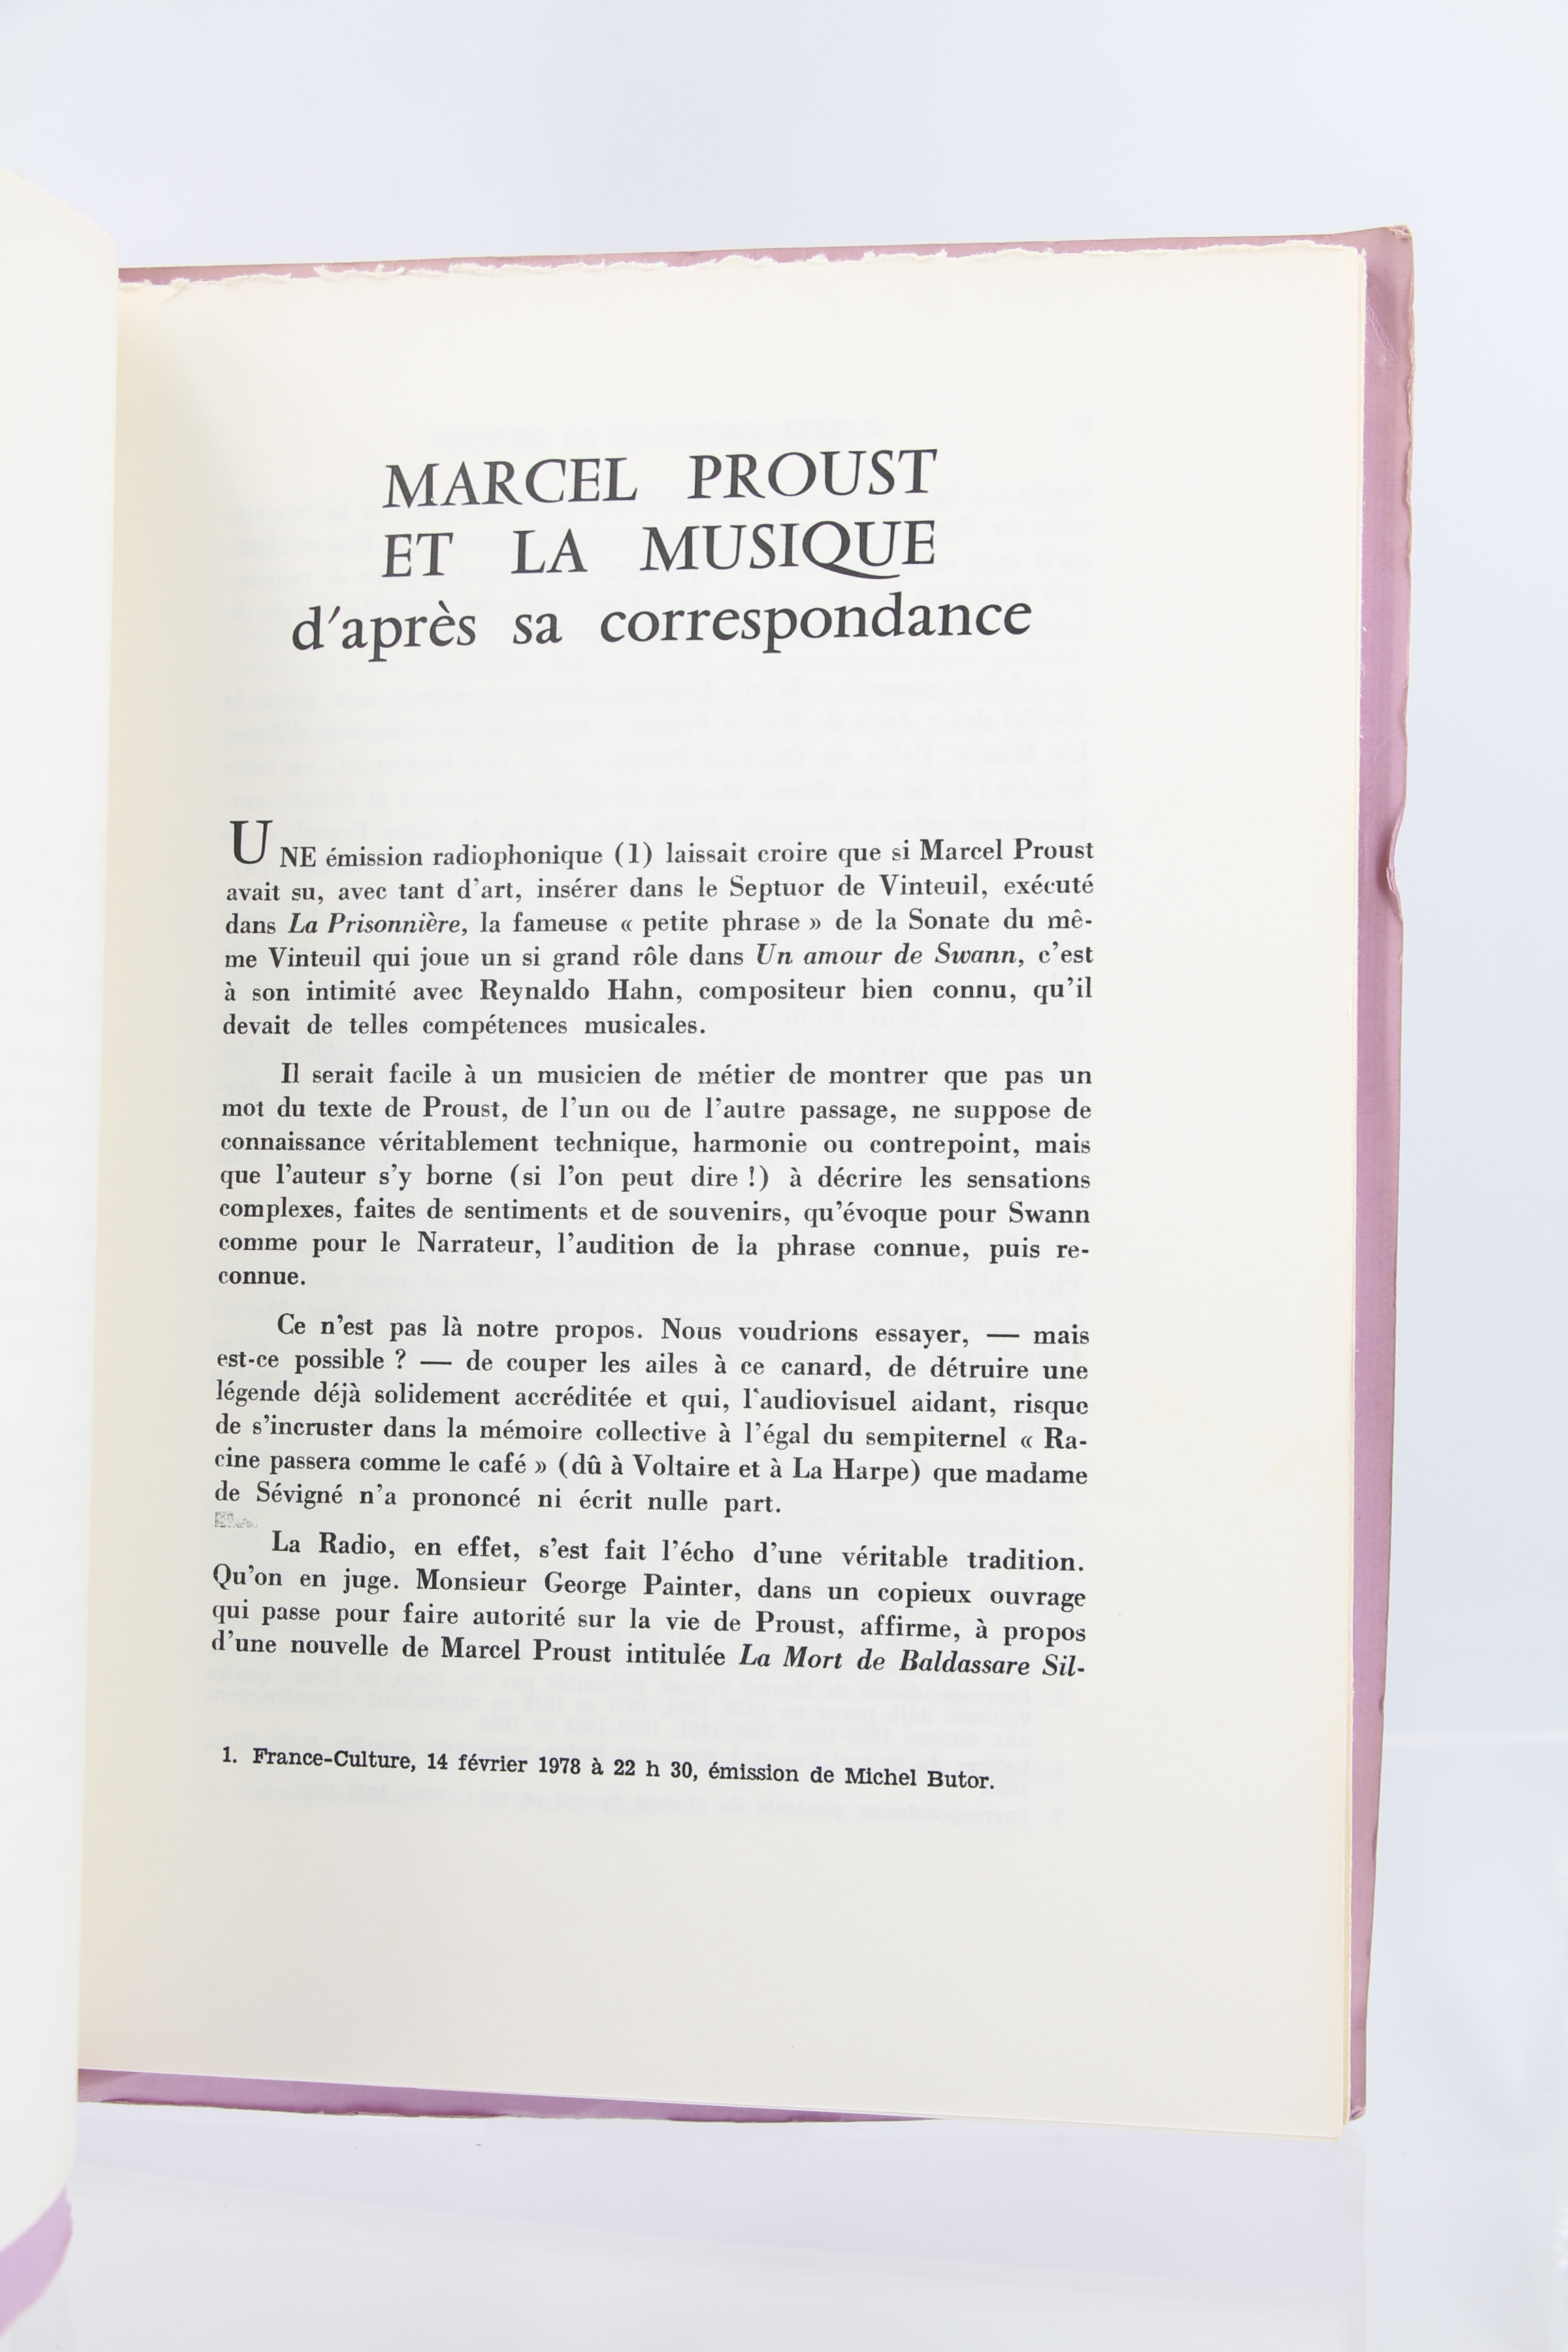 MARCEL PROUST
ET LA MUSIQUE
d'après sa correspondance
UNE émission radiophonique (1) laissait croire que si Marcel Proust
avait su, avec tant d'art, insérer dans le Septuor de Vinteuil, exécuté
dans La Prisonnière, la fameuse « petite phrase » de la Sonate du mê-
me Vinteuil qui joue un si grand rôle dans Un amour de Swann, c'est
à son intimité avec Reynaldo Hahn, compositeur bien connu, qu'il
devait de telles compétences musicales.
Il serait facile à un musicien de métier de montrer que pas un
mot du texte de Proust, de l'un ou de l'autre passage, ne suppose de
connaissance véritablement technique, harmonie ou contrepoint, mais
que l'auteur s'y borne (si l'on peut dire !) à décrire les sensations
complexes, faites de sentiments et de souvenirs, qu'évoque pour Swann
comme pour le Narrateur, l'audition de la phrase connue, puis re-
connue.
Ce n'est pas là notre propos. Nous voudrions essayer, — mais
est-ce possible ? — de couper les ailes à ce canard, de détruire une
légende déjà solidement accréditée et qui, l'audiovisuel aidant, risque
de s'incruster dans la mémoire collective à l'égal du sempiternel « Ra-
cine passera comme le café » (dû à Voltaire et à La Harpe) que madame
de Sévigné n'a prononcé ni écrit nulle part.
La Radio, en effet, s'est fait l'écho d'une véritable tradition.
Qu'on en juge. Monsieur George Painter, dans un copieux ouvrage
qui passe pour faire autorité sur la vie de Proust, affirme, à propos
d'une nouvelle de Marcel Proust intitulée La Mort de Baldassare Sil-
1. France-Culture, 14 février 1978 à 22 h 30, émission de Michel Butor.